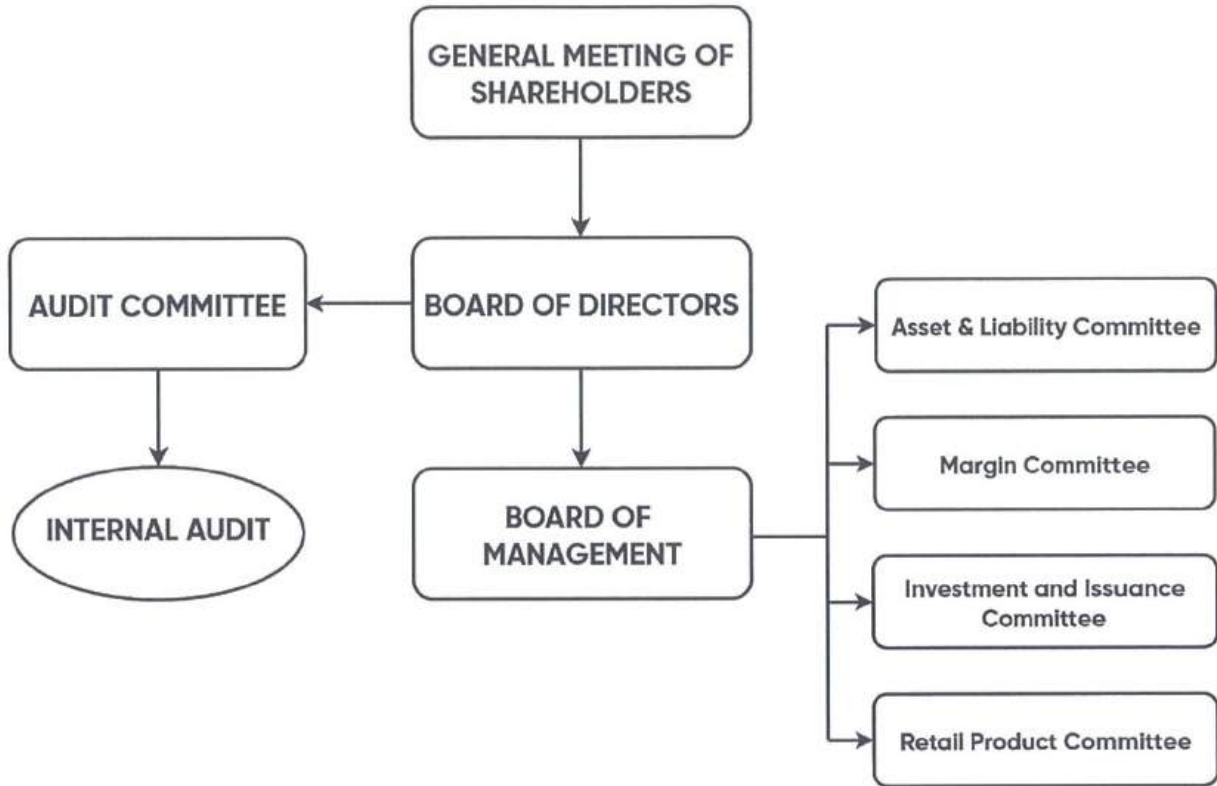 GENERAL MEETING OF
SHAREHOLDERS
AUDIT COMMITTEE
BOARD OF DIRECTORS
Asset & Liability Committee
Margin Committee
INTERNAL AUDIT
BOARD OF
MANAGEMENT
Investment and Issuance
Committee
Retail Product Committee